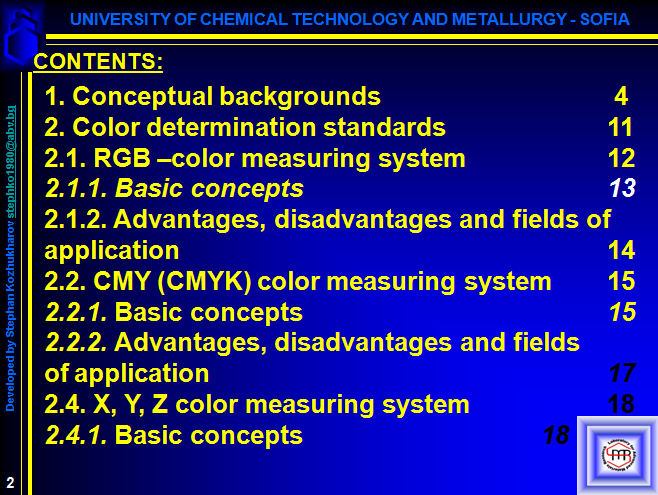 UNIVERSITY OF CHEMICAL TECHNOLOGY AND METALLURGY - SOFIA
CONTENTS:
1. Conceptual backgrounds 4
2. Color determination standards 11
2.1. RGB –color measuring system 12
2.1.1. Basic concepts 13
2.1.2. Advantages, disadvantages and fields of
application 14
2.2. CMY (CMYK) color measuring system 15
2.2.1. Basic concepts 15
2.2.2. Advantages, disadvantages and fields
of application 17
2.4. X, Y, Z color measuring system 18
2.4.1. Basic concepts 18
Developed by Stephan Kozhukharov stephko1980@abv.bg
2